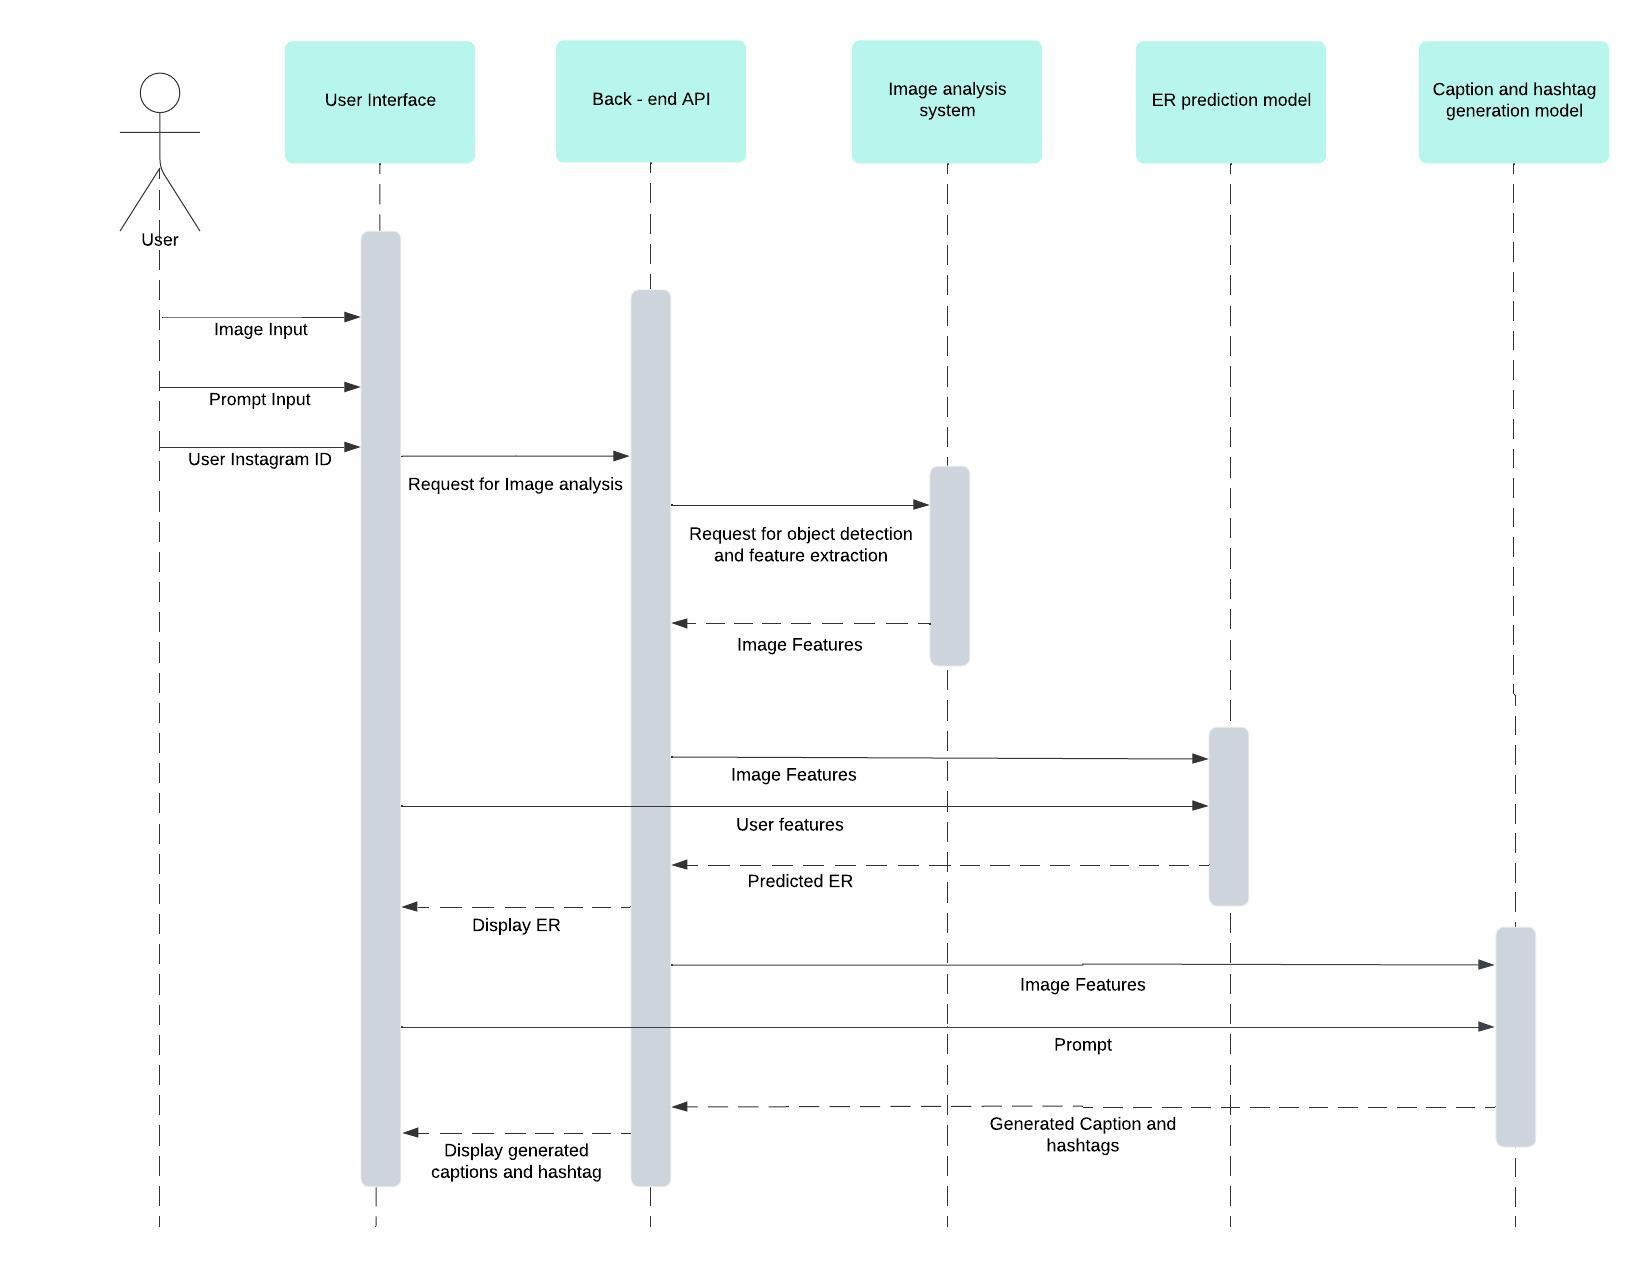 User Interface
Back - end API
Image analysis
system
ER prediction model
Caption and hashtag
generation model
User
Image Input
Prompt Input
User Instagram ID
Request for Image analysis
Request for object detection
and feature extraction
Image Features
Image Features
User features
Predicted ER
Display ER
Image Features
Prompt
Generated Caption and
hashtags
Display generated
captions and hashtag